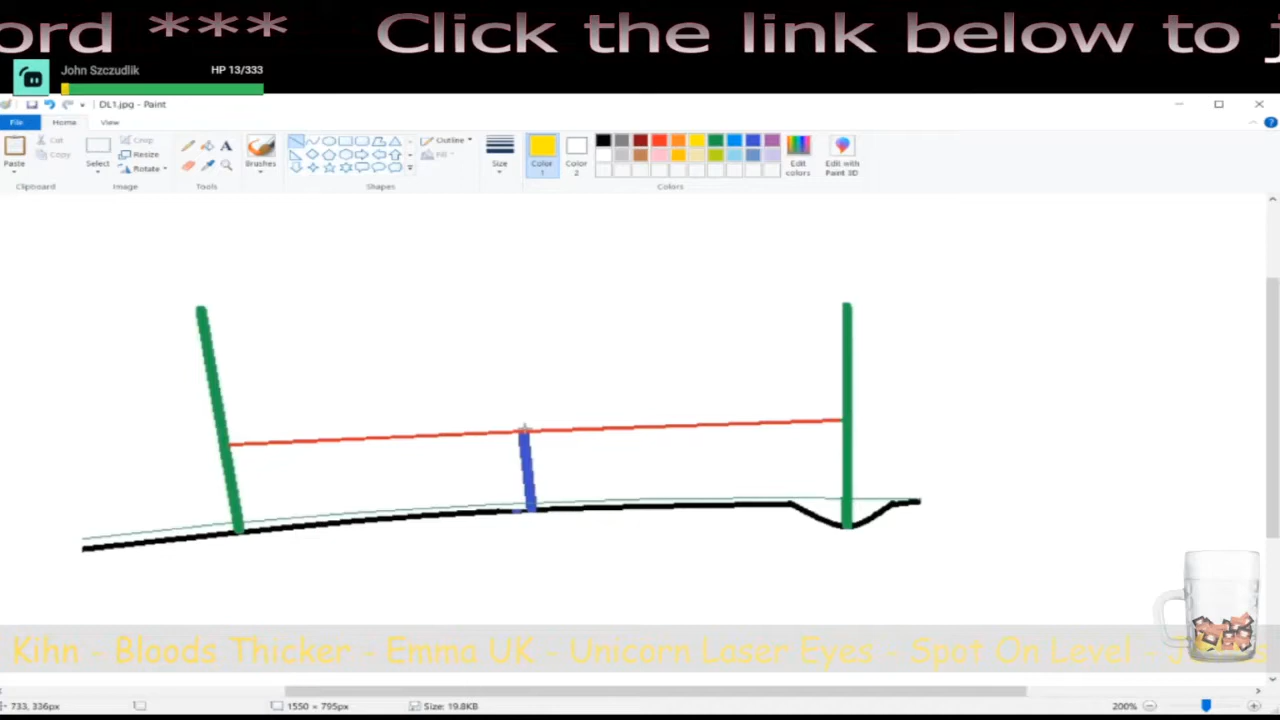 ord *** Click the link below to j
John Szczudlik HP 13/333
DL1.jpg - Paint
File Home View
Paste Cut Copy Select Crop Resize Rotate Brushes Outline Fill Size Color 1 Color 2 Edit colors Edit with Paint 3D
Clipboard Image Tools Shapes Colors
Kihn - Bloods Thicker - Emma UK - Unicorn Laser Eyes - Spot On Level -
733, 336px 1550 × 795px Size: 19.8KB 200%